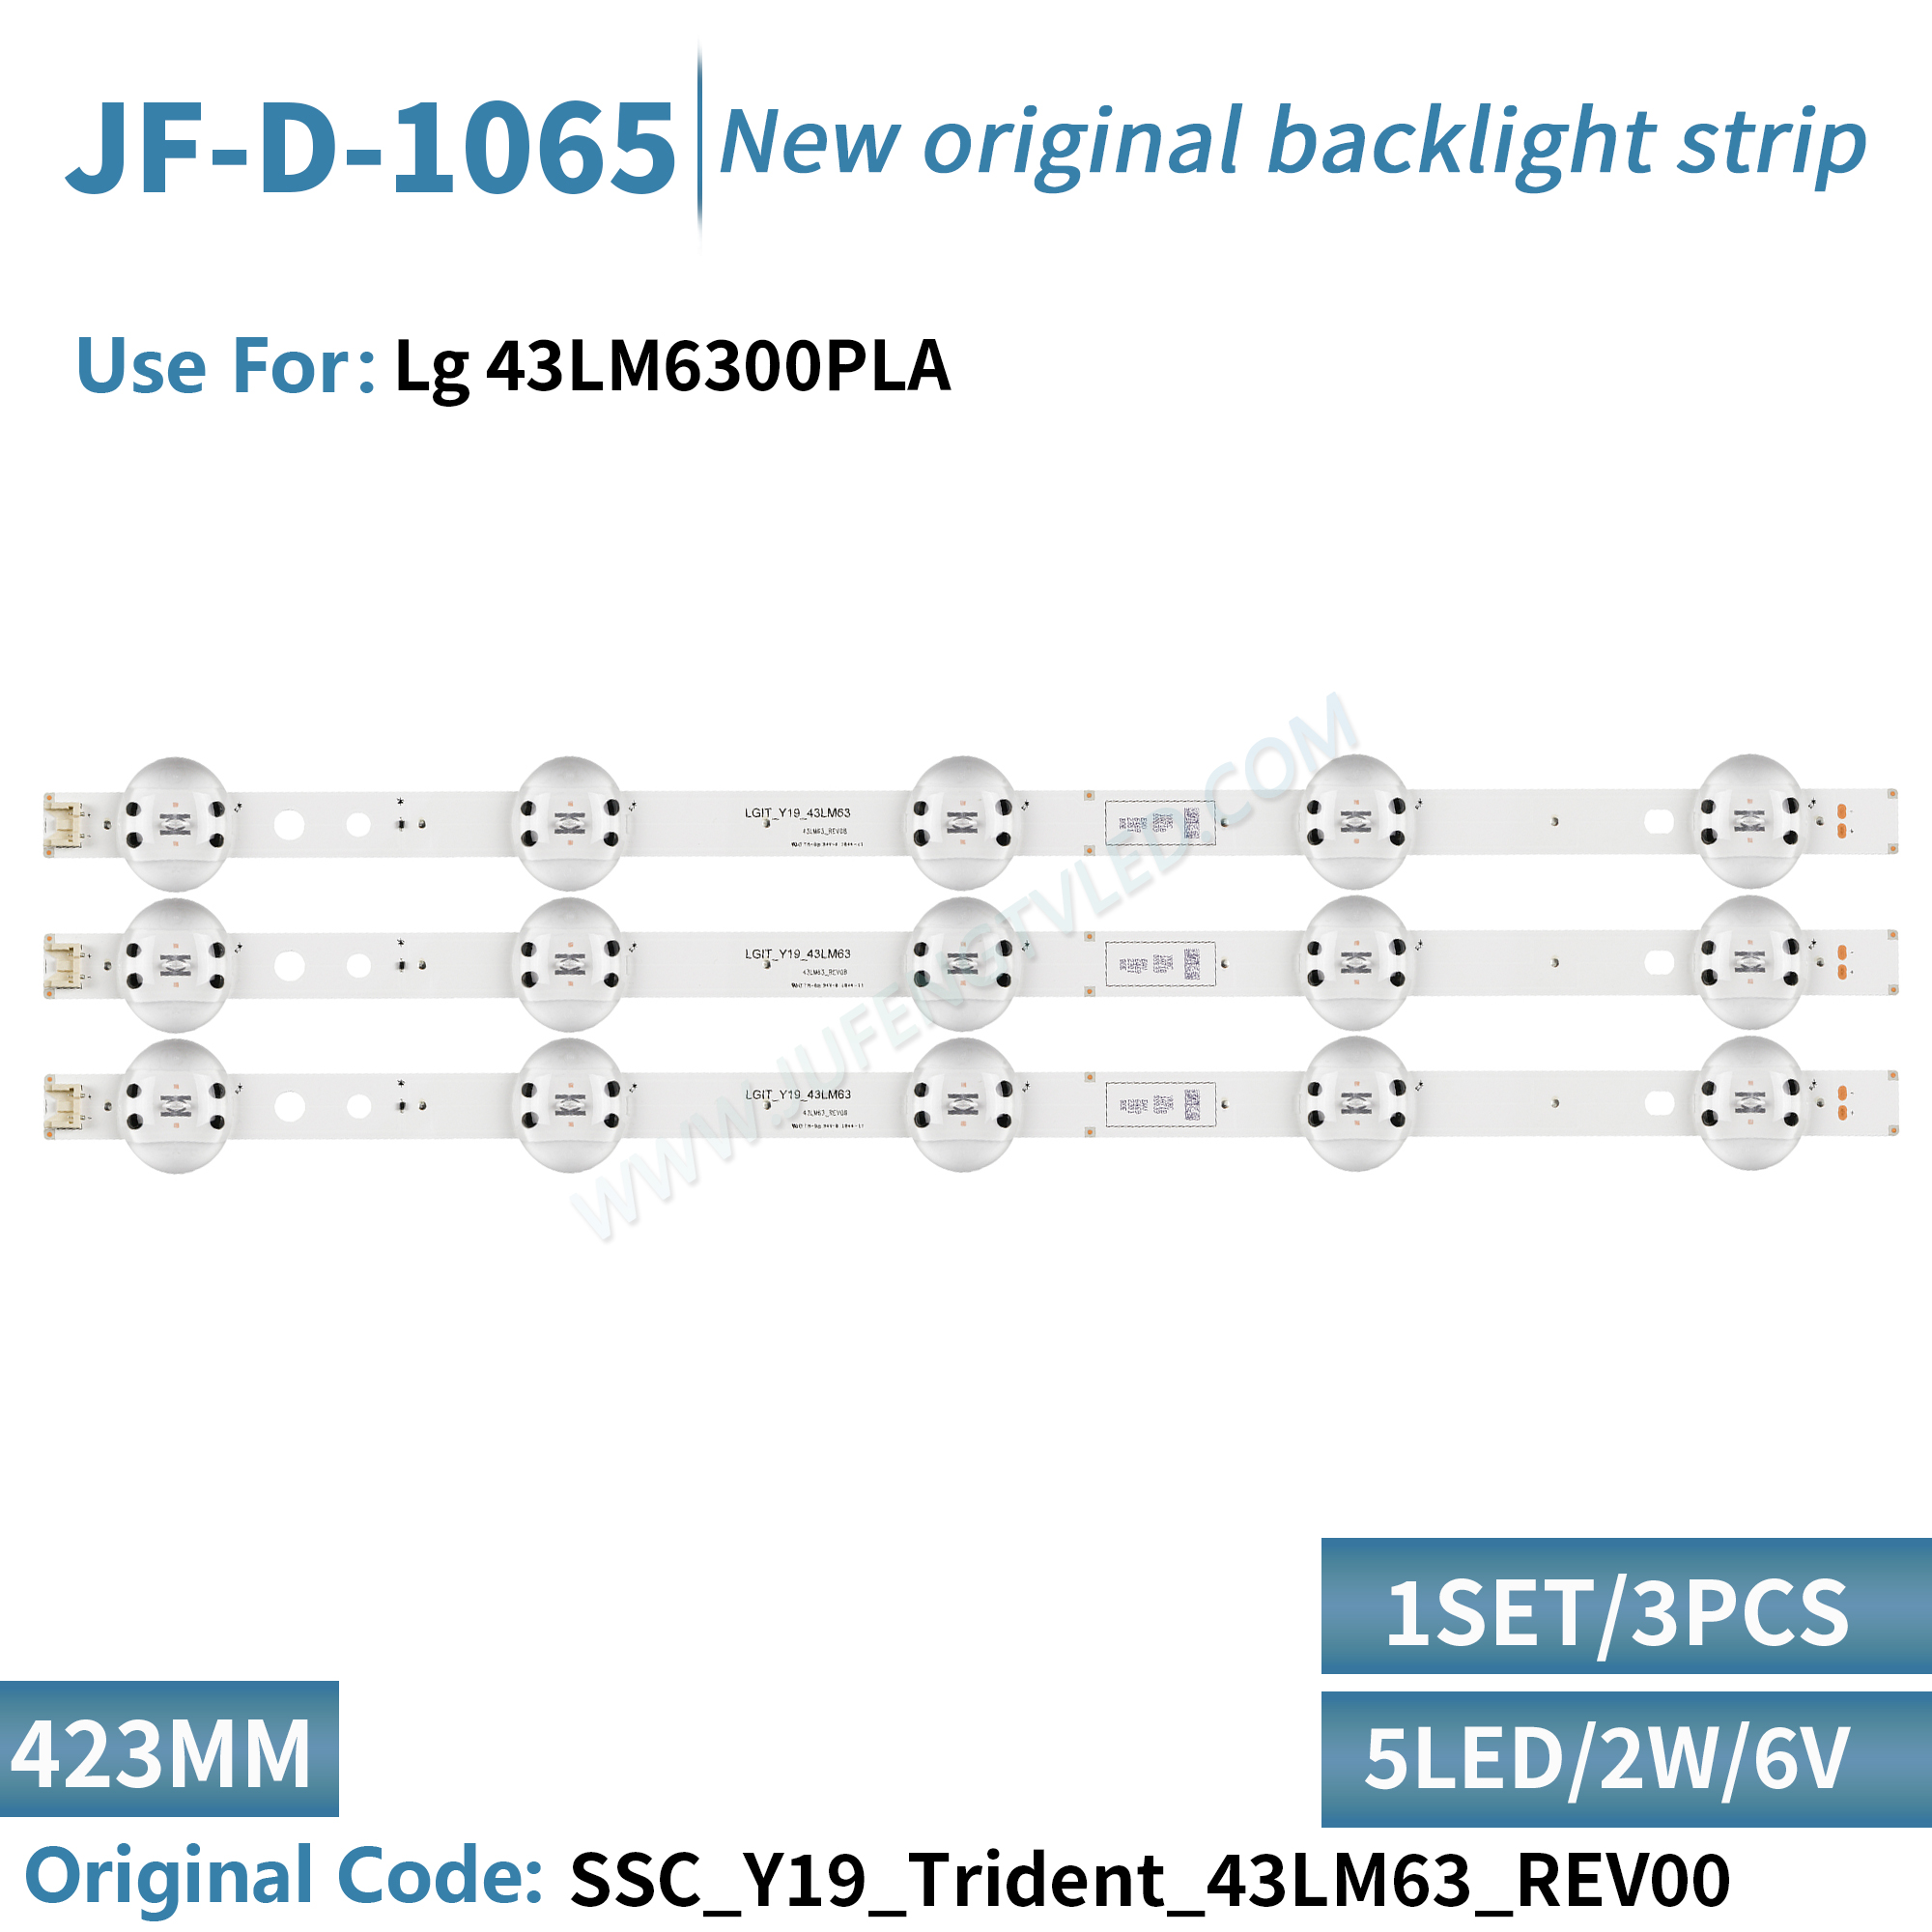 JF-D-1065
New original backlight strip
Use For: Lg 43LM6300PLA
LGIT_Y19_43LM63
LGIT_Y19_43LM63
LGIT_Y19_43LM63
WWW.JUFENGTVLED.COM
1SET/3PCS
423MM
5LED/2W/6V
Original Code: SSC_Y19_Trident_43LM63_REV00